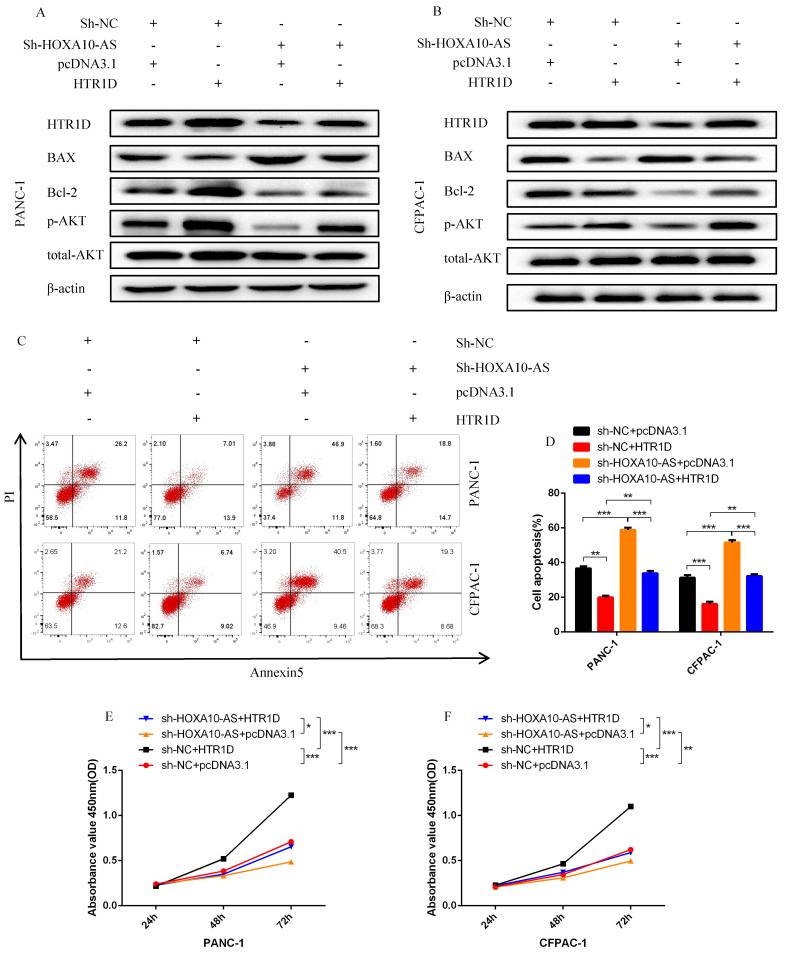 A
Sh-NC + + - -
Sh-HOXA10-AS - - + +
pcDNA3.1 + - + -
HTR1D - + - +
HTR1D
BAX
Bcl-2
p-AKT
total-AKT
β-actin
PANC-1
B
Sh-NC + + - -
Sh-HOXA10-AS - - + +
pcDNA3.1 + - + -
HTR1D - + - +
HTR1D
BAX
Bcl-2
p-AKT
total-AKT
β-actin
CFPAC-1
C
+ + - - Sh-NC
- - + + Sh-HOXA10-AS
+ - + - pcDNA3.1
- + - + HTR1D
PI
3.47 26.2 2.10 7.01 3.88 46.9 1.60 18.8
58.5 11.8 77.0 13.9 37.4 11.8 64.8 14.7
PANC-1
2.65 21.2 1.57 6.74 3.20 40.5 3.77 19.3
63.5 12.6 82.7 9.02 46.9 9.46 68.3 8.68
CFPAC-1
Annexin5
D
sh-NC+pcDNA3.1
sh-NC+HTR1D
sh-HOXA10-AS+pcDNA3.1
sh-HOXA10-AS+HTR1D
Cell apoptosis(%)
80
60
40
20
0
** **
*** *** *** ***
** ***
PANC-1 CFPAC-1
E
sh-HOXA10-AS+HTR1D
sh-HOXA10-AS+pcDNA3.1
sh-NC+HTR1D
sh-NC+pcDNA3.1
* *** *** ***
Absorbance value 450nm(OD)
1.5
1.0
0.5
0.0
24h 48h 72h
PANC-1
F
sh-HOXA10-AS+HTR1D
sh-HOXA10-AS+pcDNA3.1
sh-NC+HTR1D
sh-NC+pcDNA3.1
* *** *** **
Absorbance value 450nm(OD)
1.5
1.0
0.5
0.0
24h 48h 72h
CFPAC-1